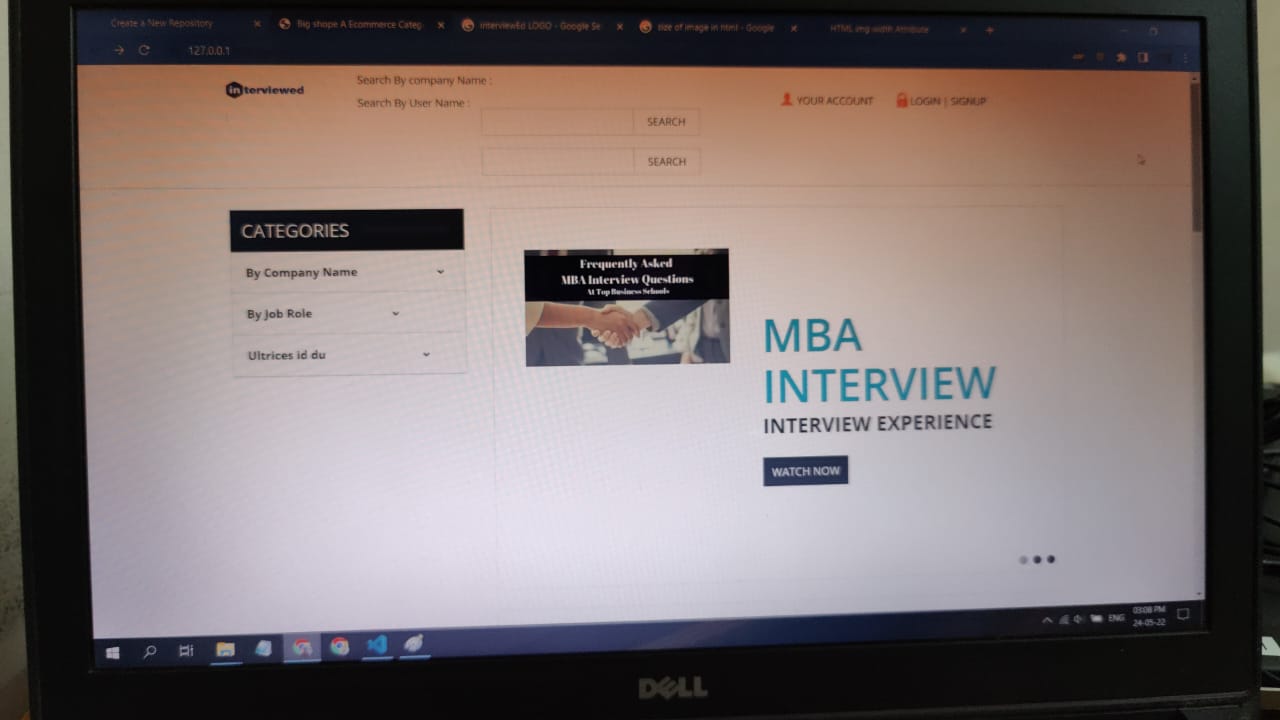 Create a New Repository
Big shope A Ecommerce Categ
interviewEd LOGO - Google Se
size of image in html - Google
HTML img width Attribute
127.0.0.1
interviewed
Search By company Name :
Search By User Name :
SEARCH
SEARCH
YOUR ACCOUNT
LOGIN | SIGNUP
CATEGORIES
By Company Name
By Job Role
Ultrices id du
Frequently Asked
MBA Interview Questions
At Top Business Schools
MBA
INTERVIEW
INTERVIEW EXPERIENCE
WATCH NOW
ENG
03:08 PM
24-05-22
DELL